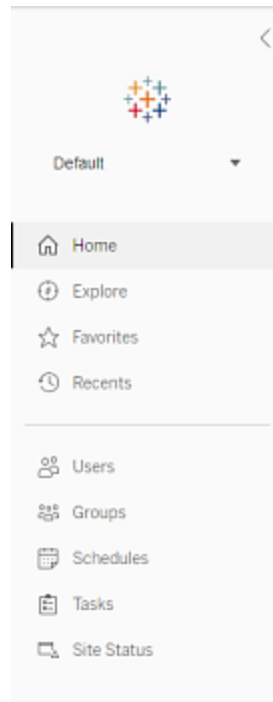 Default
Home
Explore
Favorites
Recents
Users
Groups
Schedules
Tasks
Site Status